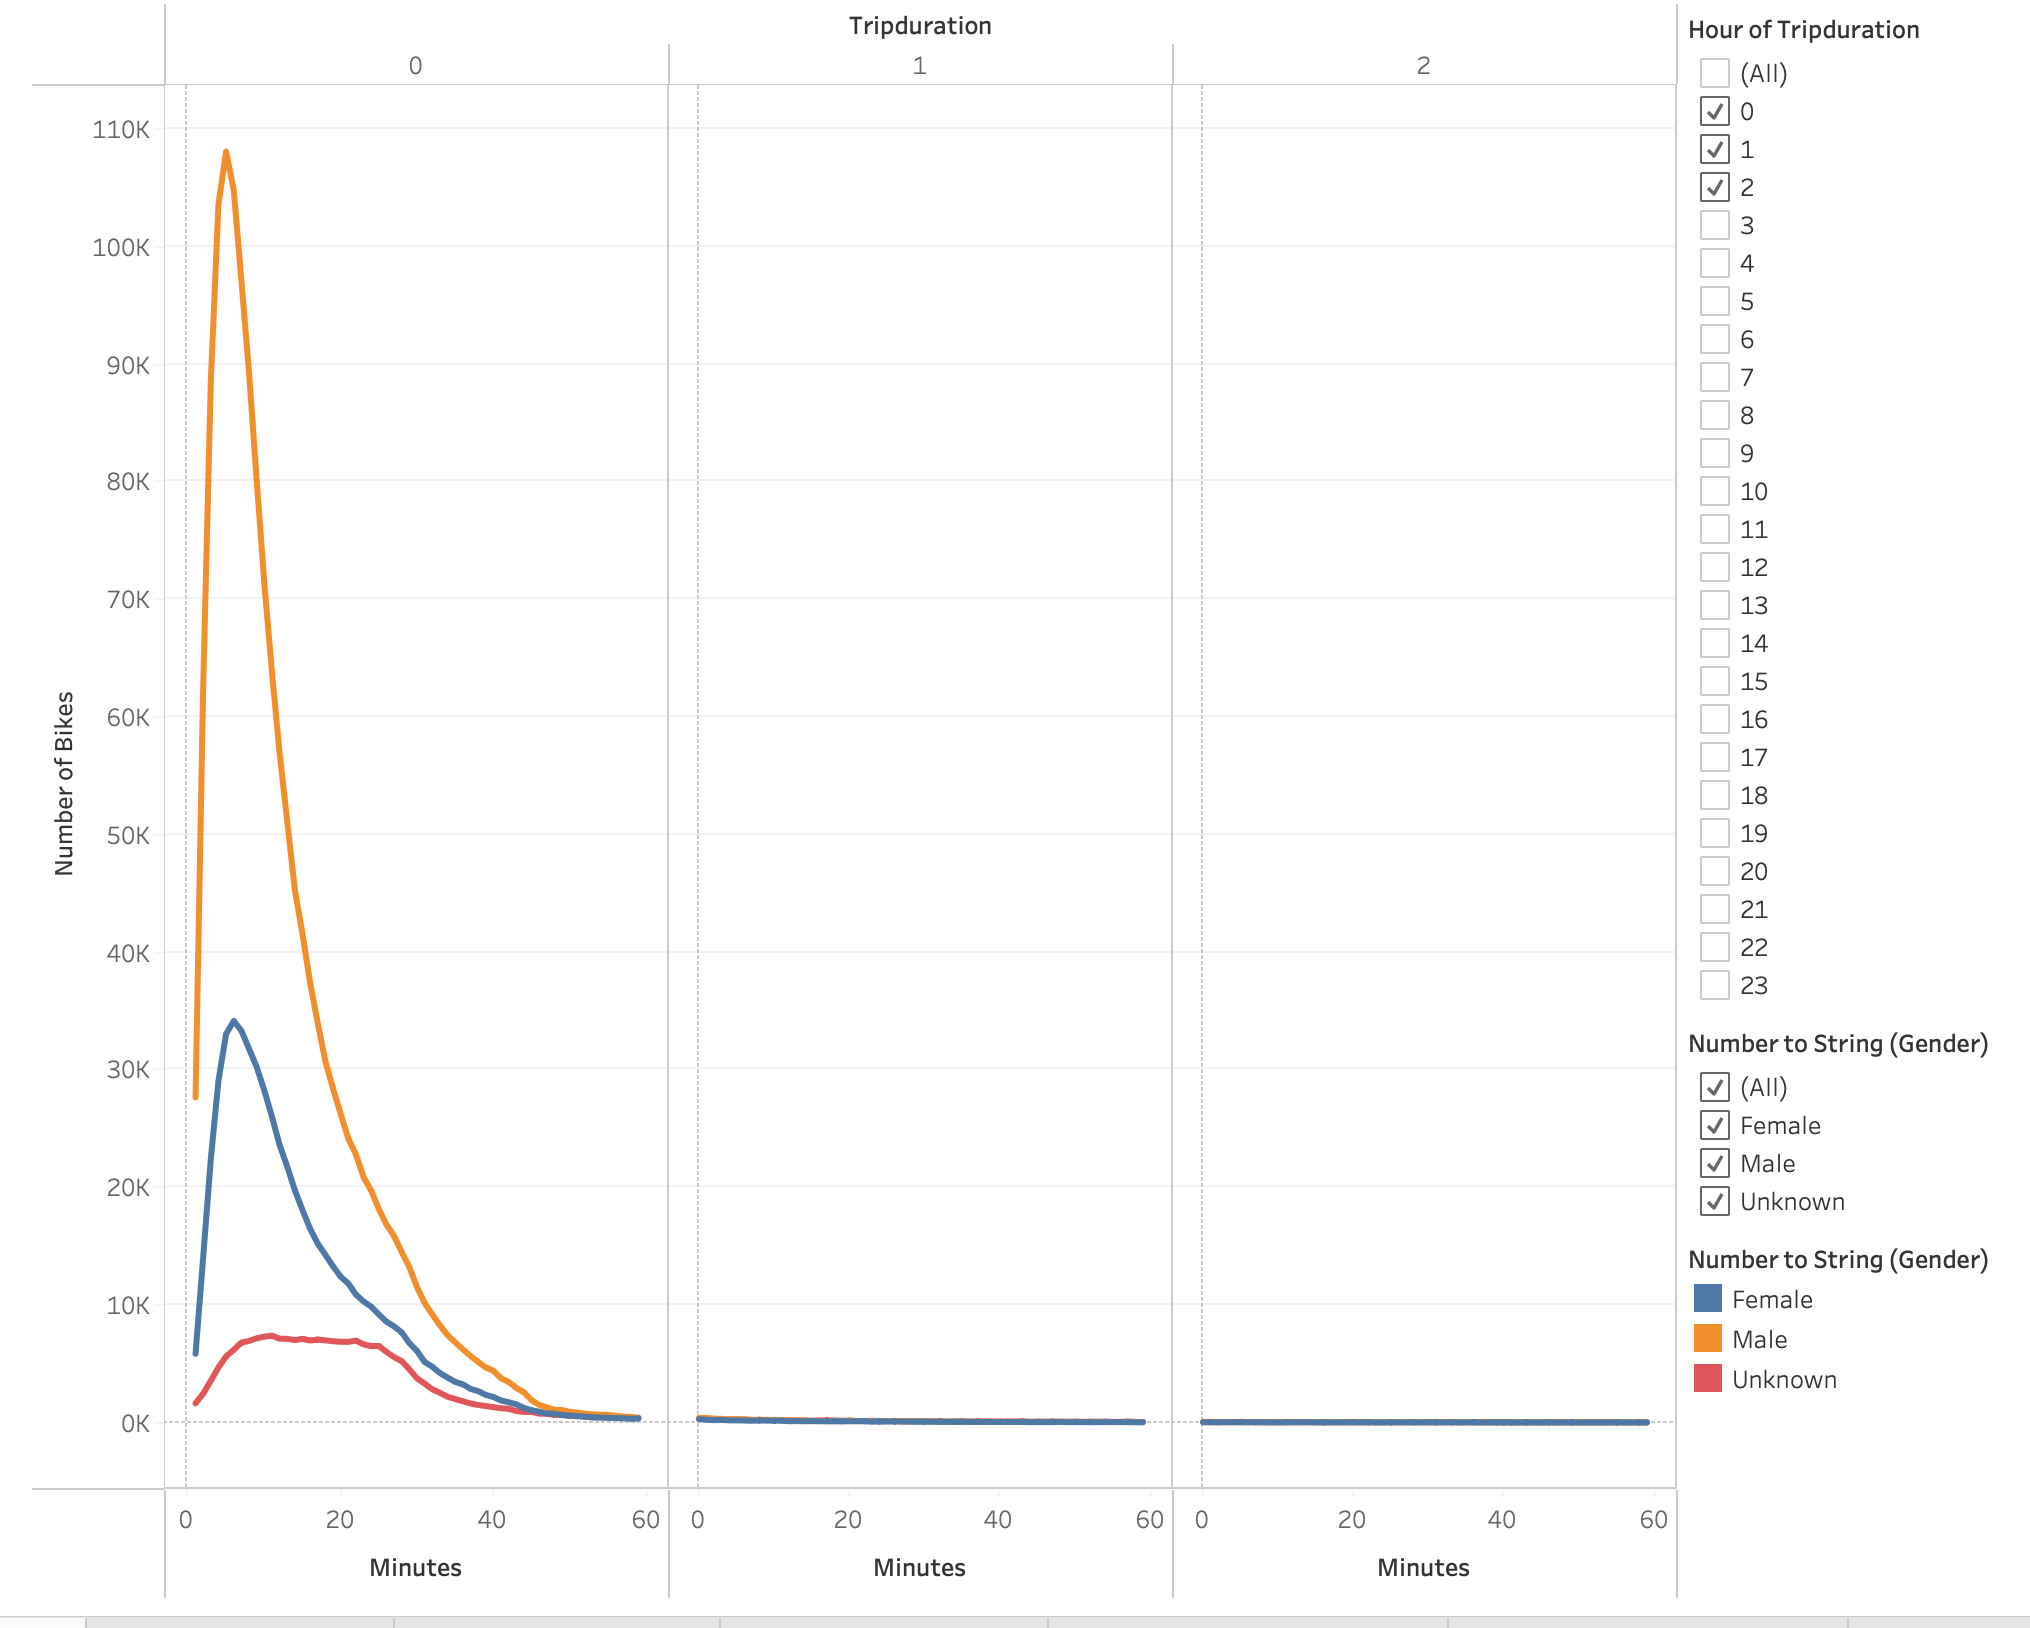 Tripduration
0 1 2
110K
100K
90K
80K
70K
60K
50K
40K
30K
20K
10K
0K
Number of Bikes
0 20 40 60 0 20 40 60 0 20 40 60
Minutes Minutes Minutes
Hour of Tripduration
(All)
0
1
2
3
4
5
6
7
8
9
10
11
12
13
14
15
16
17
18
19
20
21
22
23
Number to String (Gender)
(All)
Female
Male
Unknown
Number to String (Gender)
Female
Male
Unknown